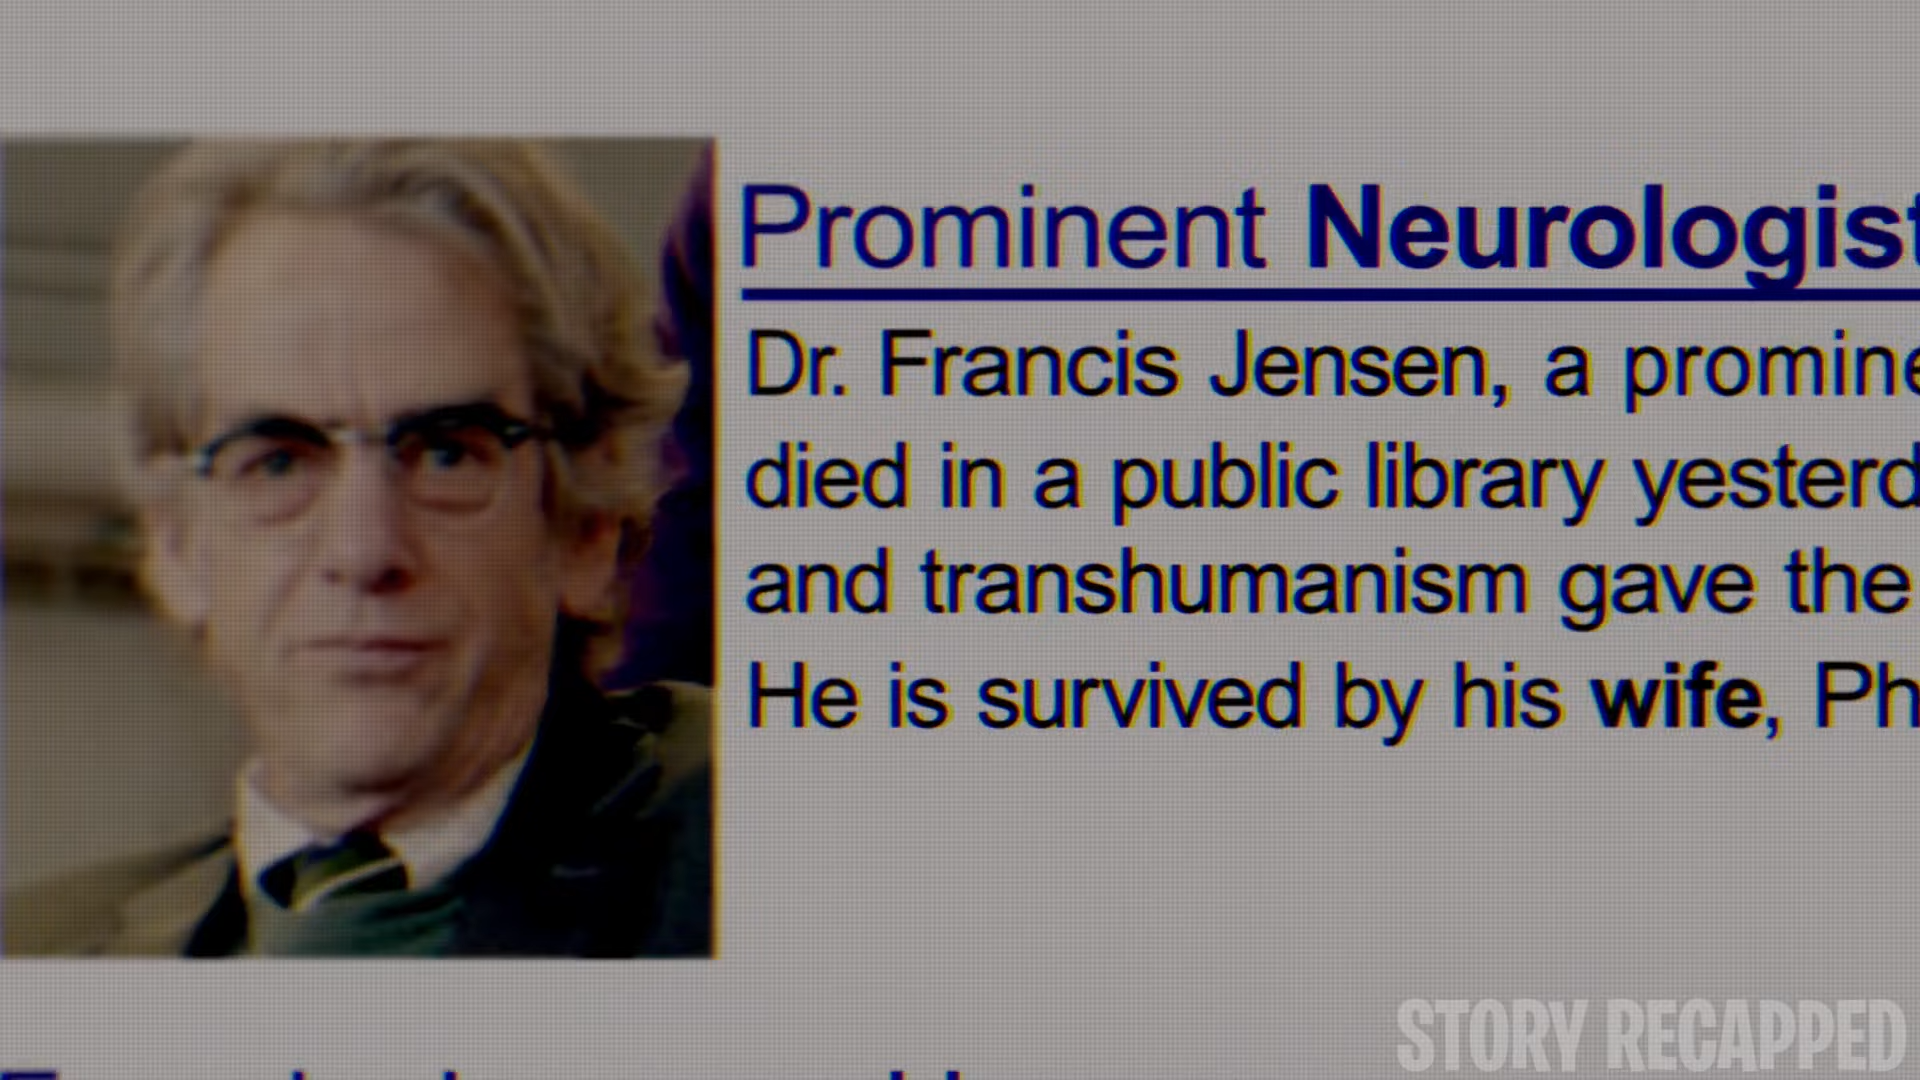 Prominent Neurologist
Dr. Francis Jensen, a promine
died in a public library yesterd
and transhumanism gave the
He is survived by his wife, Ph
STORY RECAPPED